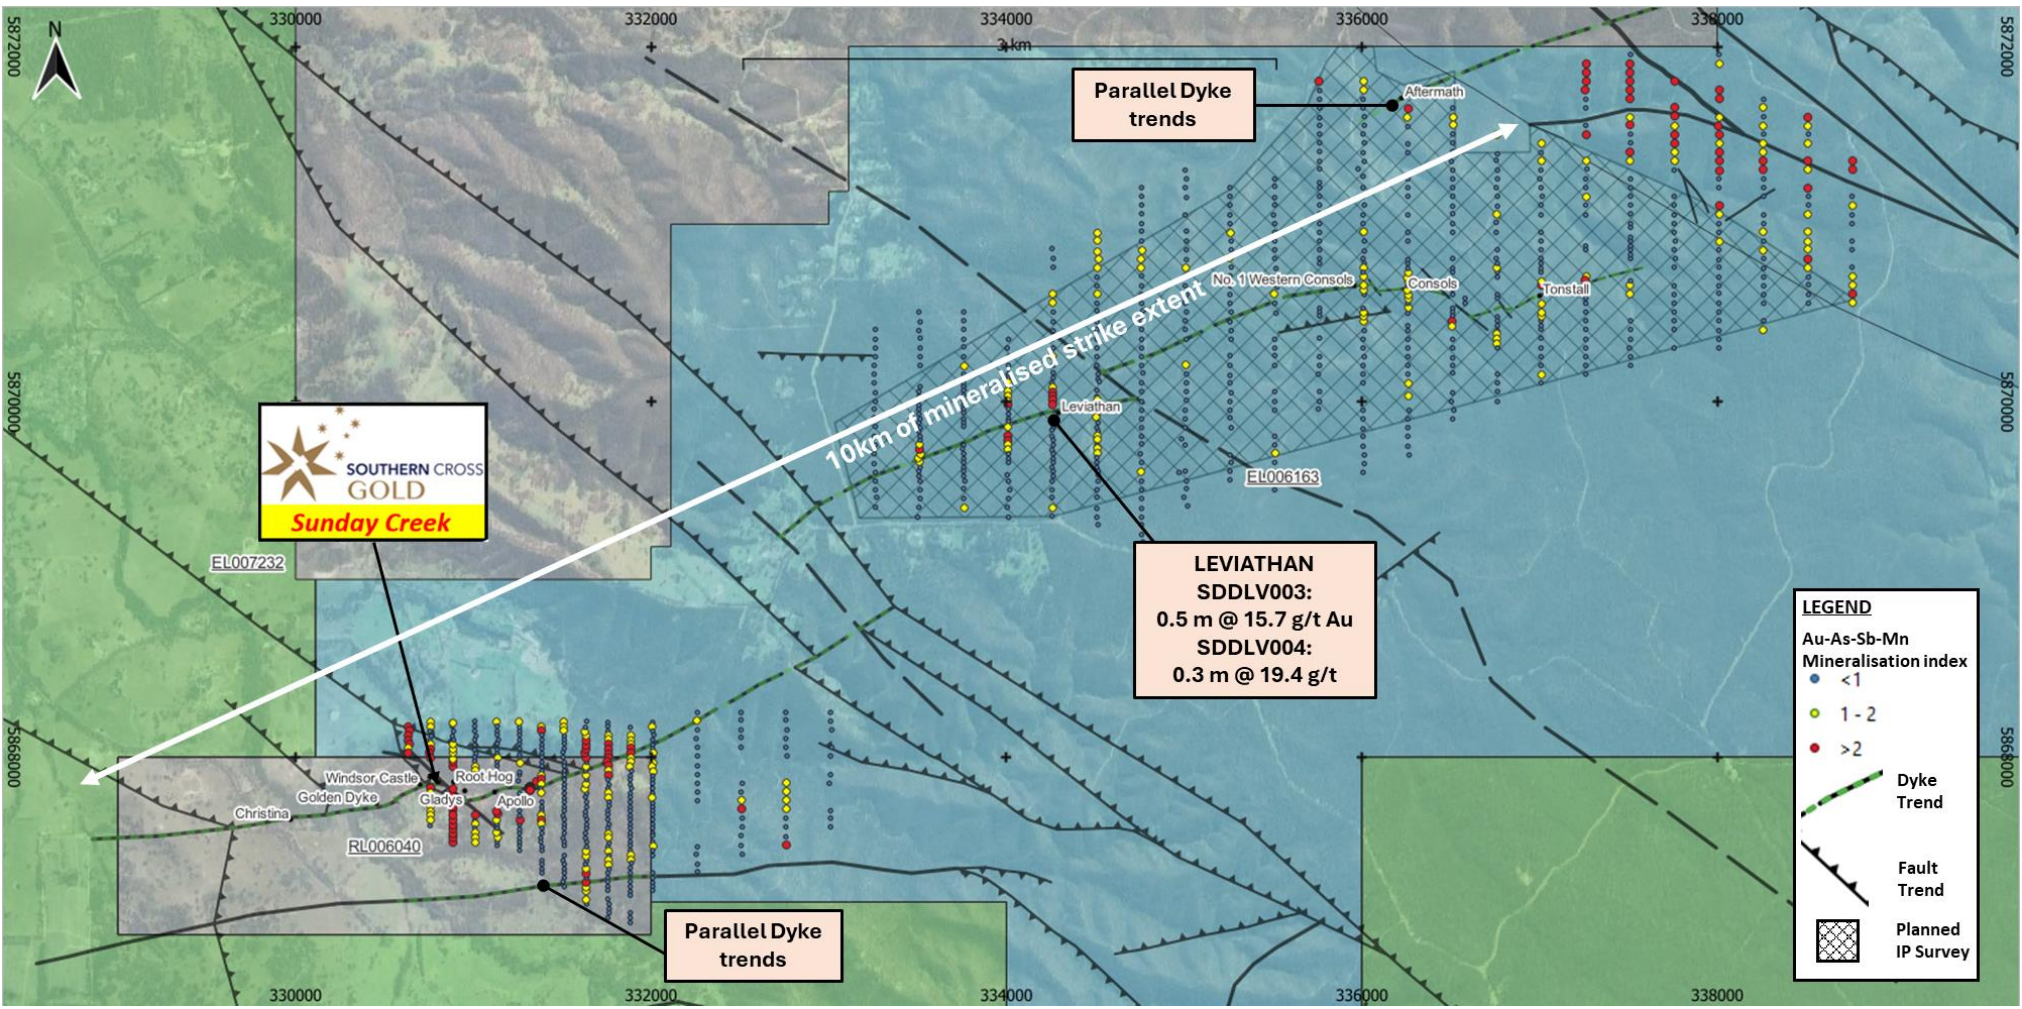 330000
332000
334000
336000
338000
N
5872000
5872000
3 km
Parallel Dyke
trends
Aftermath
No. 1 Western Consols
Consols
Tonstall
10km of mineralised strike extent
5870000
5870000
Leviathan
SOUTHERN CROSS
GOLD
Sunday Creek
EL006163
EL007232
LEVIATHAN
SDDLV003:
0.5 m @ 15.7 g/t Au
SDDLV004:
0.3 m @ 19.4 g/t
LEGEND
Au-As-Sb-Mn
Mineralisation index
<1
1 - 2
>2
Dyke
Trend
Fault
Trend
Planned
IP Survey
5868000
5868000
Windsor Castle
Root Hog
Golden Dyke
Gladys
Apollo
Christina
RL006040
Parallel Dyke
trends
330000
332000
334000
336000
338000